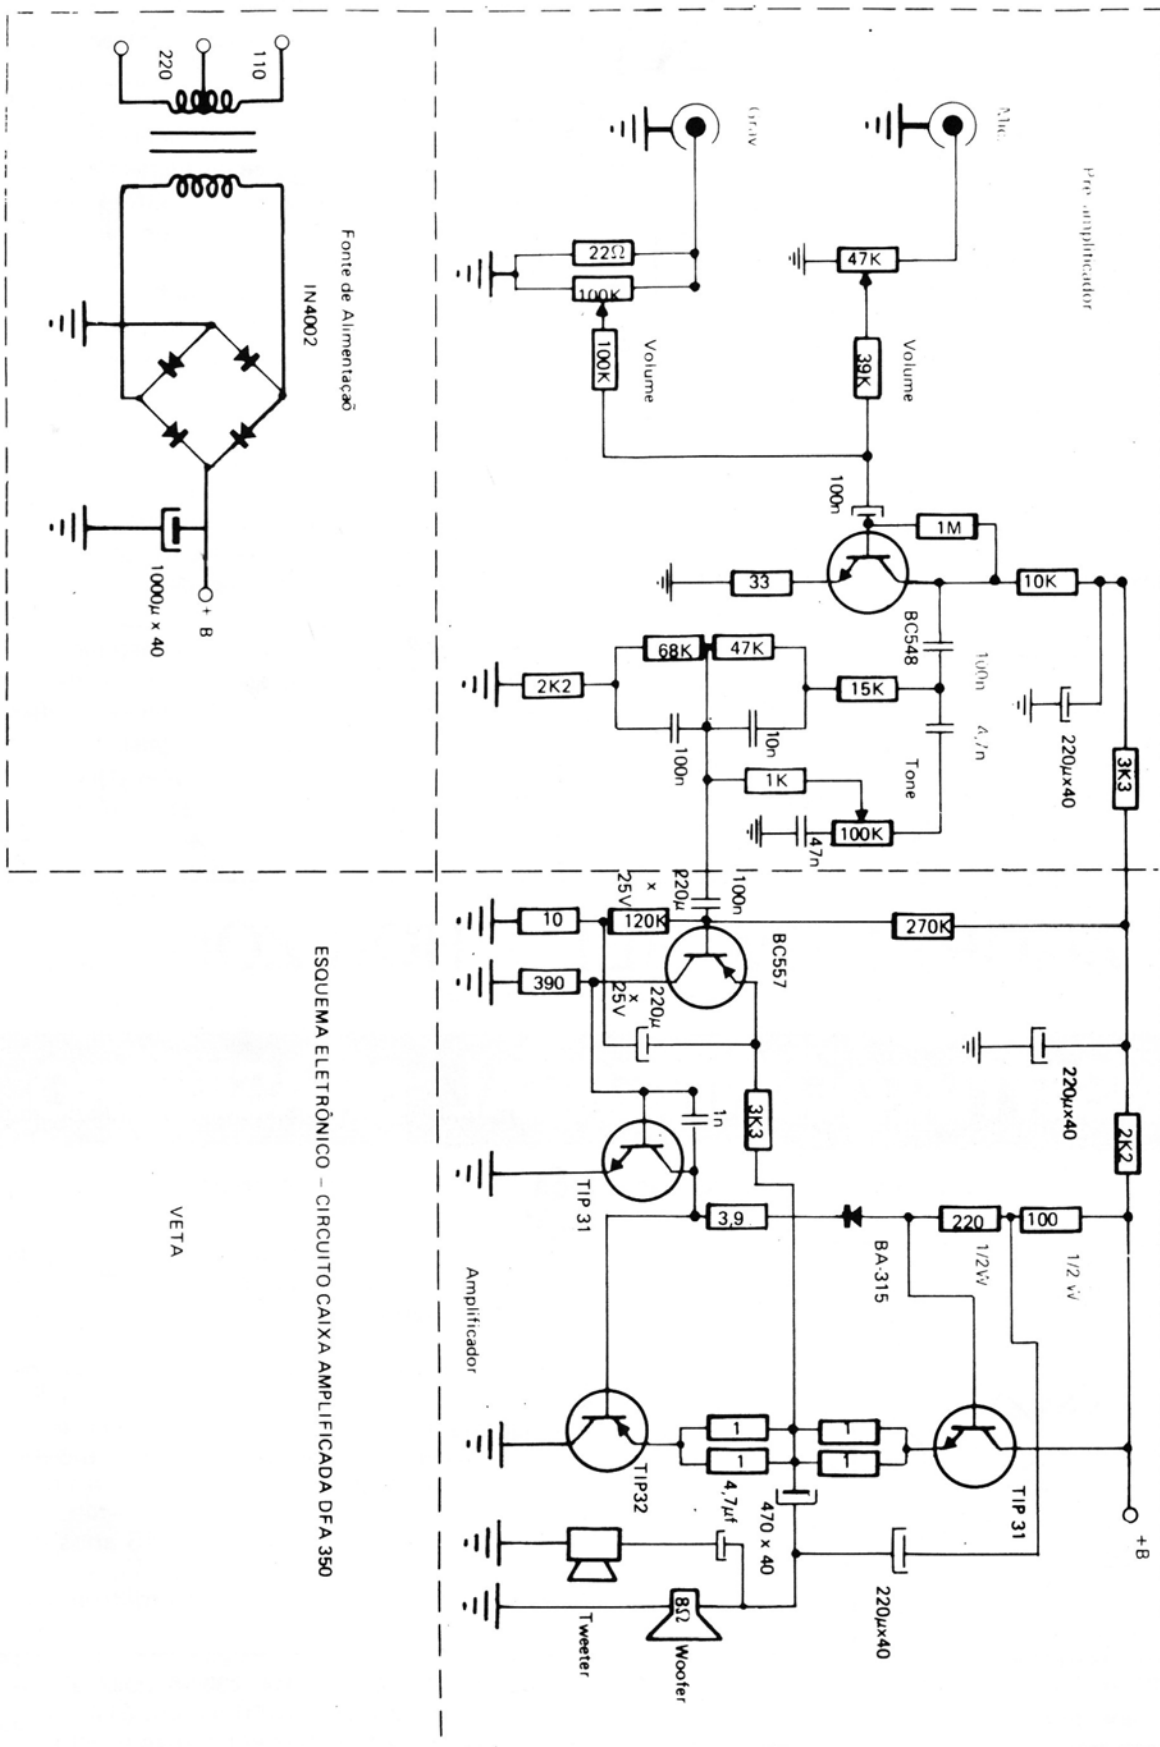 Pre amplificador
Mic.
Grav
47K
Volume
39K
22Ω
100K
Volume
100K
100n
1M
33
BC548
10K
220µx40
3K3
100n
4,7n
15K
68K
47K
2K2
100n
10n
1K
Tone
100K
47n
220
110
Fonte de Alimentaçaõ
IN4002
1000µ x 40
+ B
100n
220µ
x
25V
120K
10
390
BC557
270K
220µ
x
25V
220µx40
2K2
3K3
1n
TIP 31
3,9
BA-315
220
1/2W
100
1/2 W
Amplificador
TIP32
1
1
1
1
TIP 31
+B
470 x 40
4,7µf
220µx40
8Ω
Woofer
Tweeter
ESQUEMA ELETRÔNICO – CIRCUITO CAIXA AMPLIFICADA DFA 350
VETA